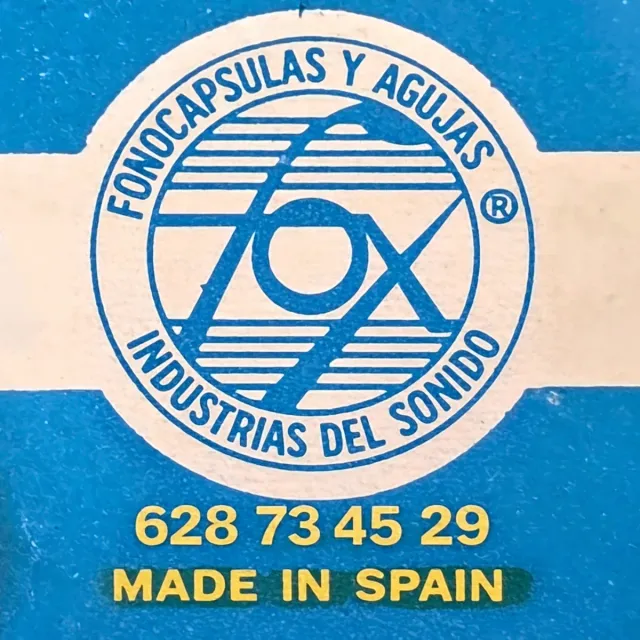 FONOCAPSULAS Y AGUJAS
®
fox
INDUSTRIAS DEL SONIDO
628 73 45 29
MADE IN SPAIN